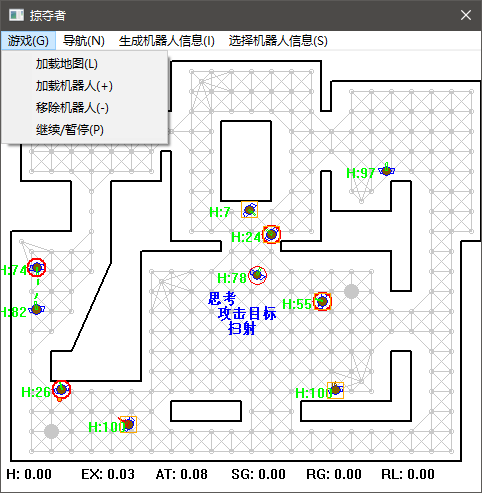 掠夺者
游戏(G) 导航(N) 生成机器人信息(I) 选择机器人信息(S)
加载地图(L)
加载机器人(+)
移除机器人(-)
继续/暂停(P)
H:97
H:7
H:24
H:74
H:78
思考
H:55
H:82
攻击目标
扫射
H:26
H:100
H:100
H: 0.00 EX: 0.03 AT: 0.08 SG: 0.00 RG: 0.00 RL: 0.00